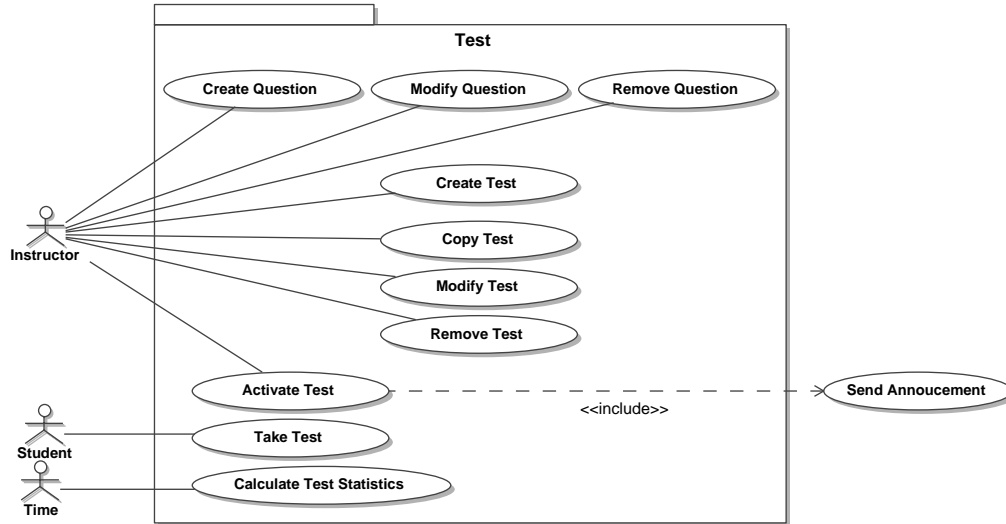 Test
Create Question
Modify Question
Remove Question
Create Test
Copy Test
Instructor
Modify Test
Remove Test
Activate Test
Send Annoucement
<<include>>
Take Test
Student
Calculate Test Statistics
Time